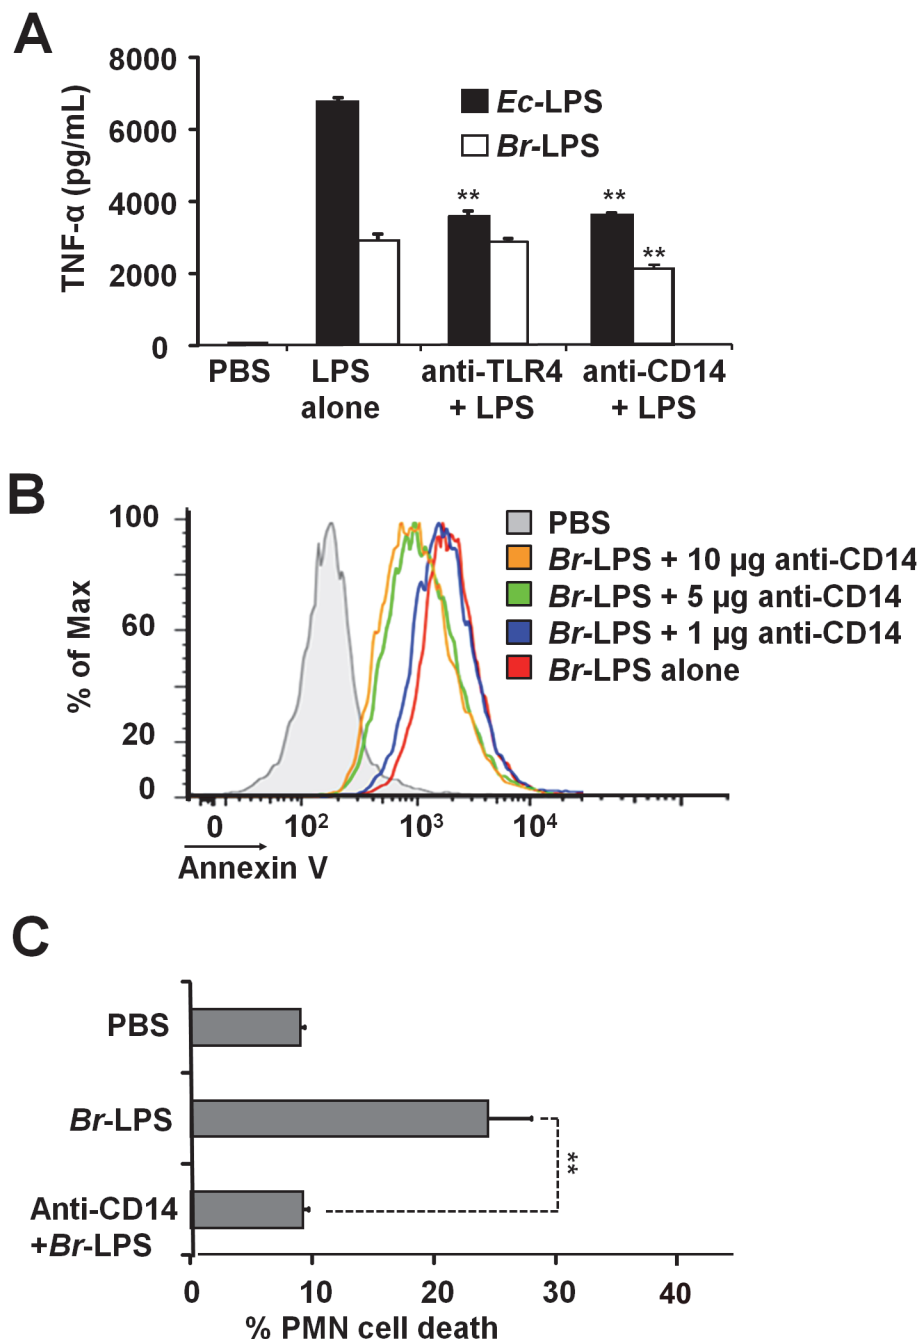 A
8000
6000
4000
2000
0
TNF-α (pg/mL)
Ec-LPS
Br-LPS
**
**
**
PBS
LPS
alone
anti-TLR4
+ LPS
anti-CD14
+ LPS
B
100
60
20
0
% of Max
PBS
Br-LPS + 10 µg anti-CD14
Br-LPS + 5 µg anti-CD14
Br-LPS + 1 µg anti-CD14
Br-LPS alone
0 10² 10³ 10⁴
Annexin V
C
PBS
Br-LPS
Anti-CD14
+Br-LPS
**
0 10 20 30 40
% PMN cell death